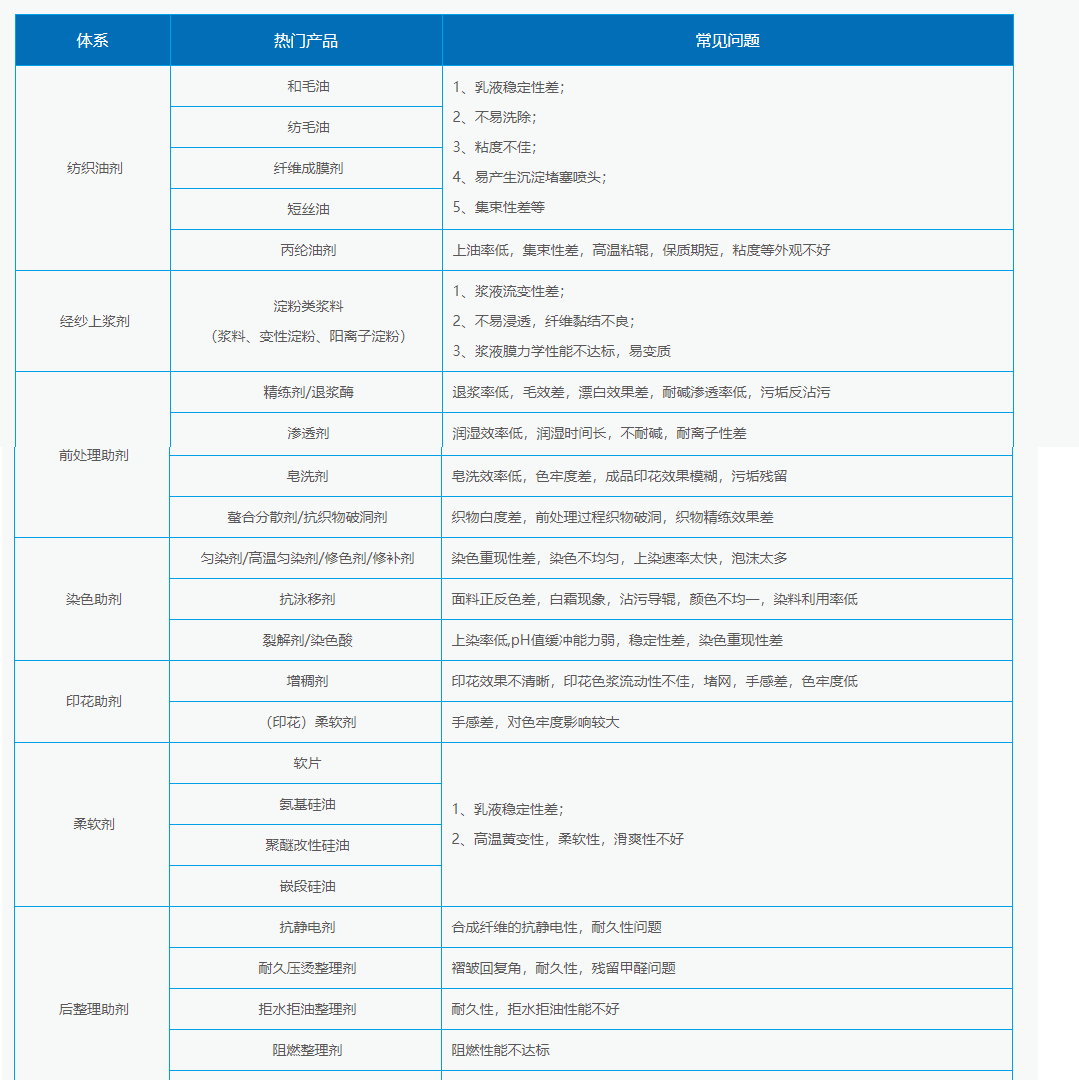 体系 热门产品 常见问题
纺织油剂
和毛油
纺毛油
纤维成膜剂
短丝油
1、乳液稳定性差；
2、不易洗除；
3、粘度不佳；
4、易产生沉淀堵塞喷头；
5、集束性差等
丙纶油剂 上油率低，集束性差，高温粘辊，保质期短，粘度等外观不好
经纱上浆剂
淀粉类浆料
（浆料、变性淀粉、阳离子淀粉）
1、浆液流变性差；
2、不易浸透，纤维黏结不良；
3、浆液膜力学性能不达标，易变质
前处理助剂
精练剂/退浆酶 退浆率低，毛效差，漂白效果差，耐碱渗透率低，污垢反沾污
渗透剂 润湿效率低，润湿时间长，不耐碱，耐离子性差
皂洗剂 皂洗效率低，色牢度差，成品印花效果模糊，污垢残留
螯合分散剂/抗织物破洞剂 织物白度差，前处理过程织物破洞，织物精练效果差
染色助剂
匀染剂/高温匀染剂/修色剂/修补剂 染色重现性差，染色不均匀，上染速率太快，泡沫太多
抗泳移剂 面料正反色差，白霜现象，沾污导辊，颜色不均一，染料利用率低
裂解剂/染色酸 上染率低,pH值缓冲能力弱，稳定性差，染色重现性差
印花助剂
增稠剂 印花效果不清晰，印花色浆流动性不佳，堵网，手感差，色牢度低
（印花）柔软剂 手感差，对色牢度影响较大
柔软剂
软片
氨基硅油
聚醚改性硅油
嵌段硅油
1、乳液稳定性差；
2、高温黄变性，柔软性，滑爽性不好
后整理助剂
抗静电剂 合成纤维的抗静电性，耐久性问题
耐久压烫整理剂 褶皱回复角，耐久性，残留甲醛问题
拒水拒油整理剂 耐久性，拒水拒油性能不好
阻燃整理剂 阻燃性能不达标